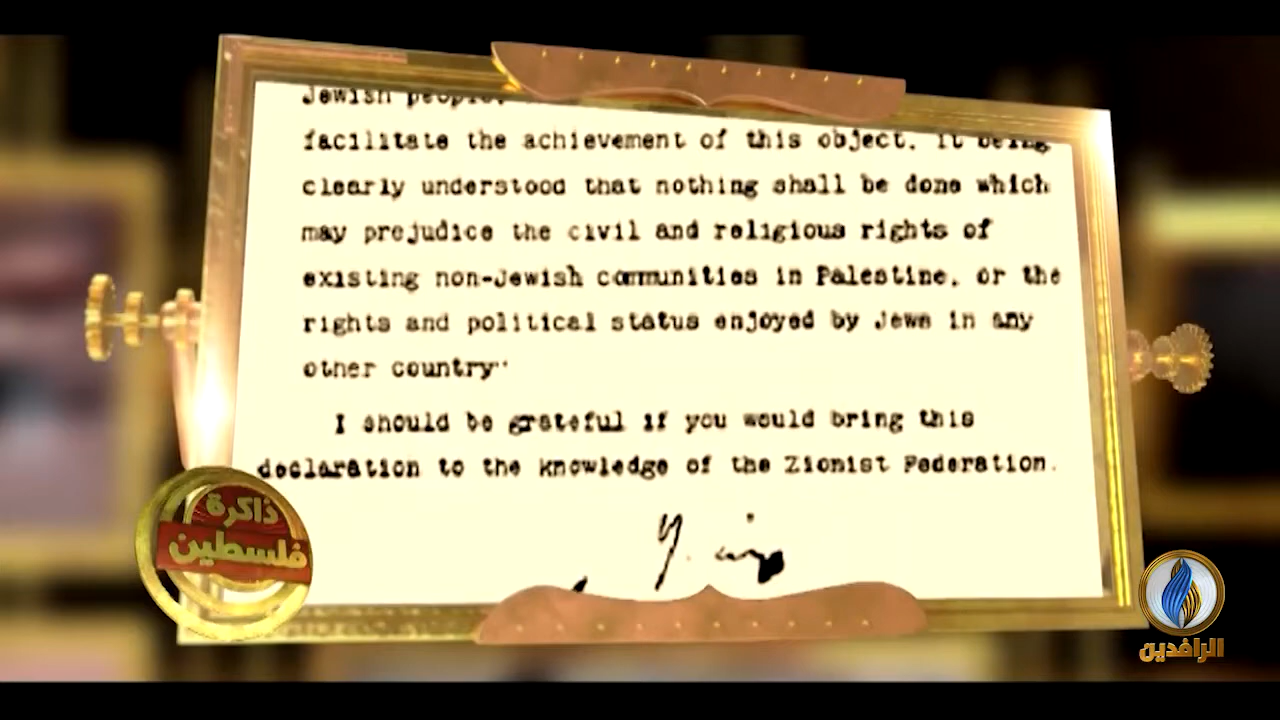 Jewish people,
facilitate the achievement of this object, it being
clearly understood that nothing shall be done which
may prejudice the civil and religious rights of
existing non-Jewish communities in Palestine, or the
rights and political status enjoyed by Jews in any
other country"
I should be grateful if you would bring this
declaration to the knowledge of the Zionist Federation.
ذاكرة
فلسطين
الرافدين